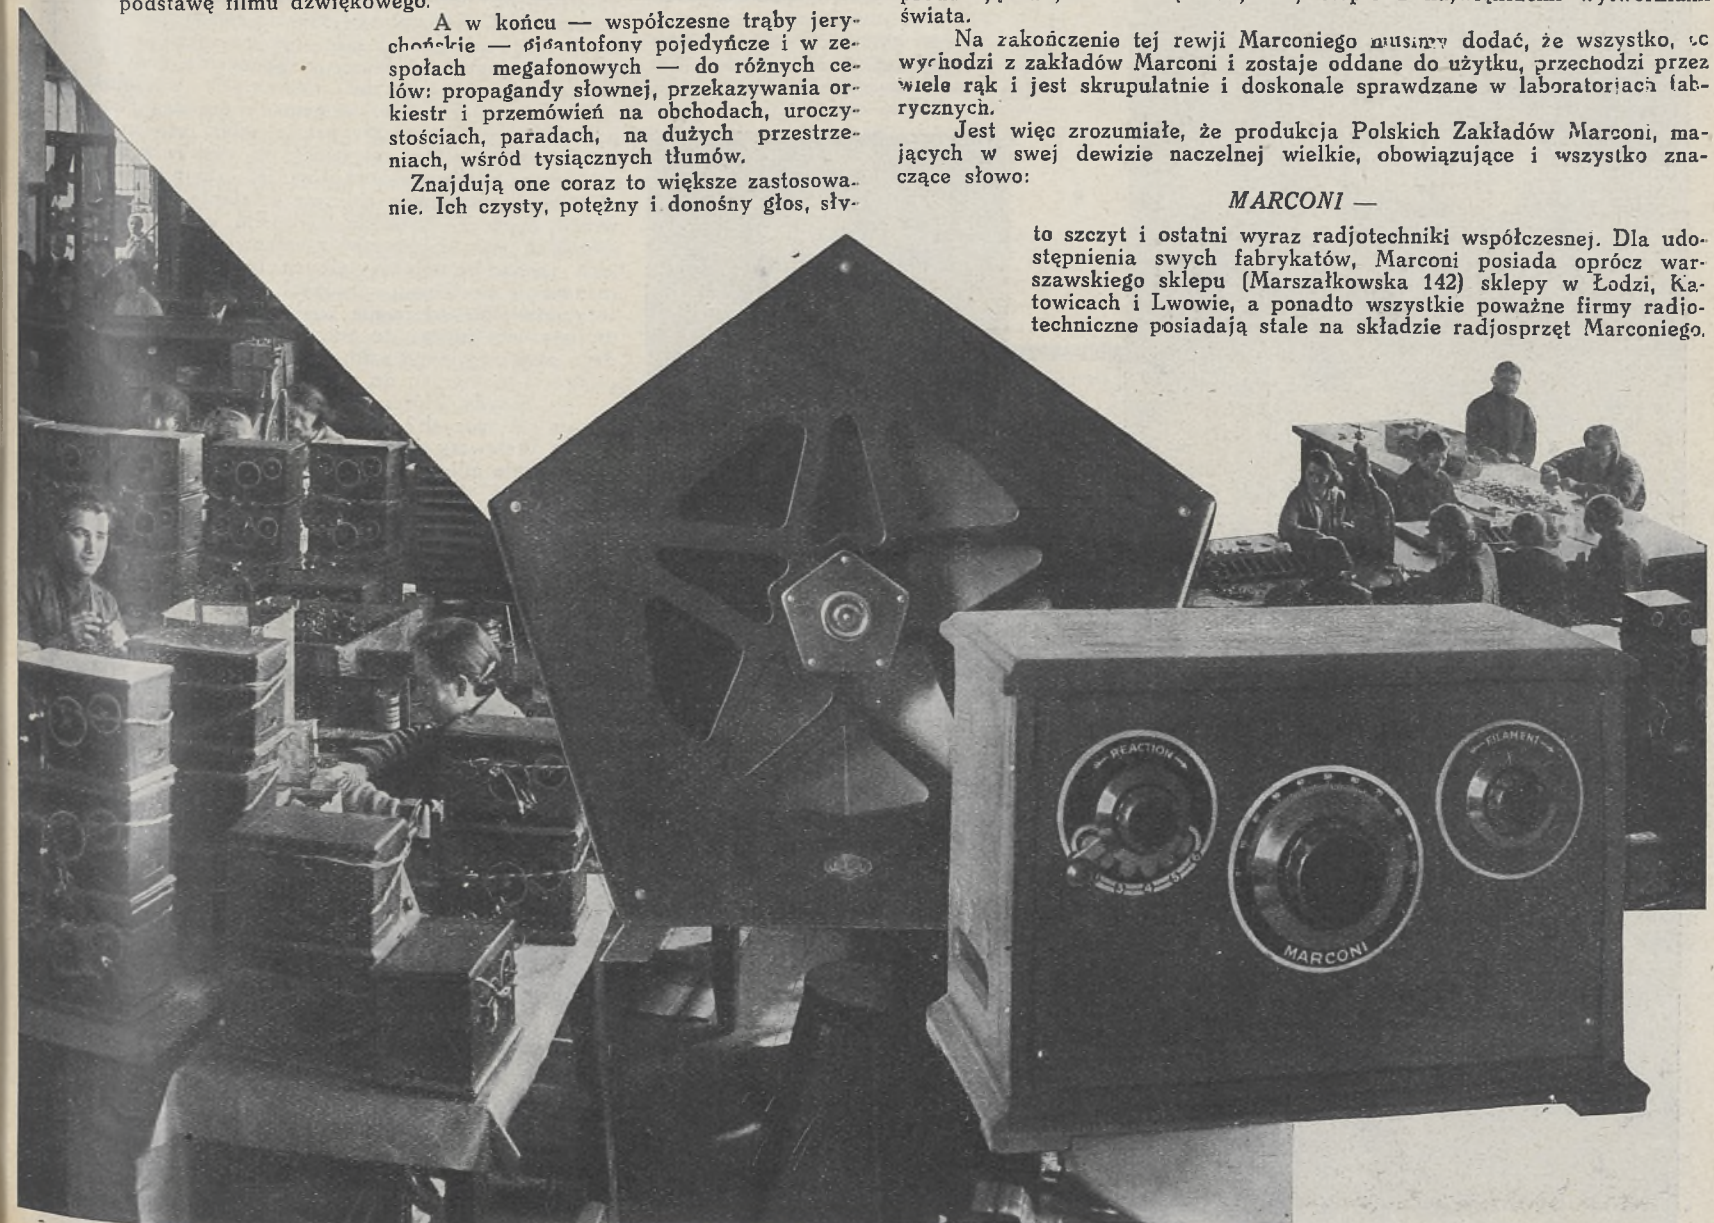 podstawę filmu dźwiękowego.
A w końcu — współczesne trąby jery-
chońskie — gigantofony pojedyńcze i w ze-
społach megafonowych — do różnych ce-
lów: propagandy słownej, przekazywania or-
kiestr i przemówień na obchodach, uroczy-
stościach, paradach, na dużych przestrze-
niach, wśród tysiącznych tłumów.
Znajdują one coraz to większe zastosowa-
nie. Ich czysty, potężny i donośny głos, sły-
świata.
Na zakończenie tej rewji Marconiego musimy dodać, że wszystko, co
wychodzi z zakładów Marconi i zostaje oddane do użytku, przechodzi przez
wiele rąk i jest skrupulatnie i doskonale sprawdzane w laboratorjach fab-
rycznych.
Jest więc zrozumiałe, że produkcja Polskich Zakładów Marconi, ma-
jących w swej dewizie naczelnej wielkie, obowiązujące i wszystko zna-
czące słowo:
MARCONI —
to szczyt i ostatni wyraz radjotechniki współczesnej. Dla udo-
stępnienia swych fabrykatów, Marconi posiada oprócz war-
szawskiego sklepu (Marszałkowska 142) sklepy w Łodzi, Ka-
towicach i Lwowie, a ponadto wszystkie poważne firmy radjo-
techniczne posiadają stale na składzie radjosprzęt Marconiego.
REACTION
3 4 5 6
MARCONI
FILAMENT